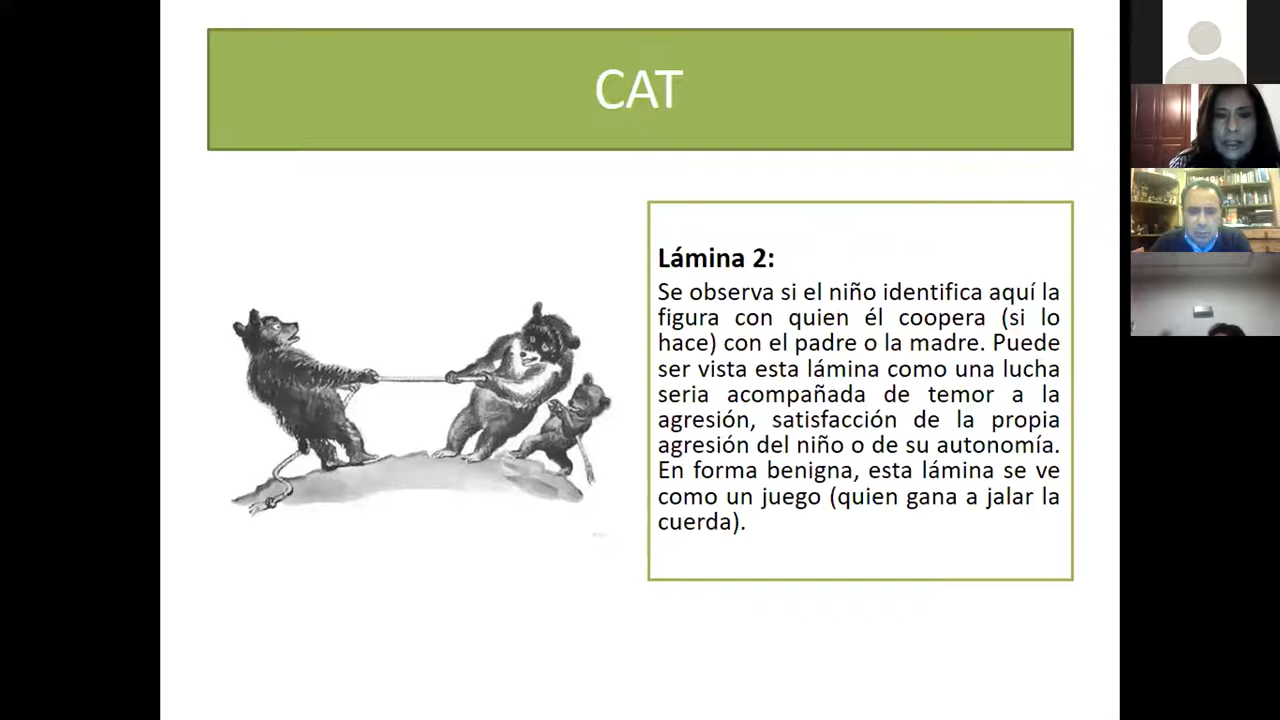 CAT
Lámina 2:
Se observa si el niño identifica aquí la
figura con quien él coopera (si lo
hace) con el padre o la madre. Puede
ser vista esta lámina como una lucha
seria acompañada de temor a la
agresión, satisfacción de la propia
agresión del niño o de su autonomía.
En forma benigna, esta lámina se ve
como un juego (quien gana a jalar la
cuerda).